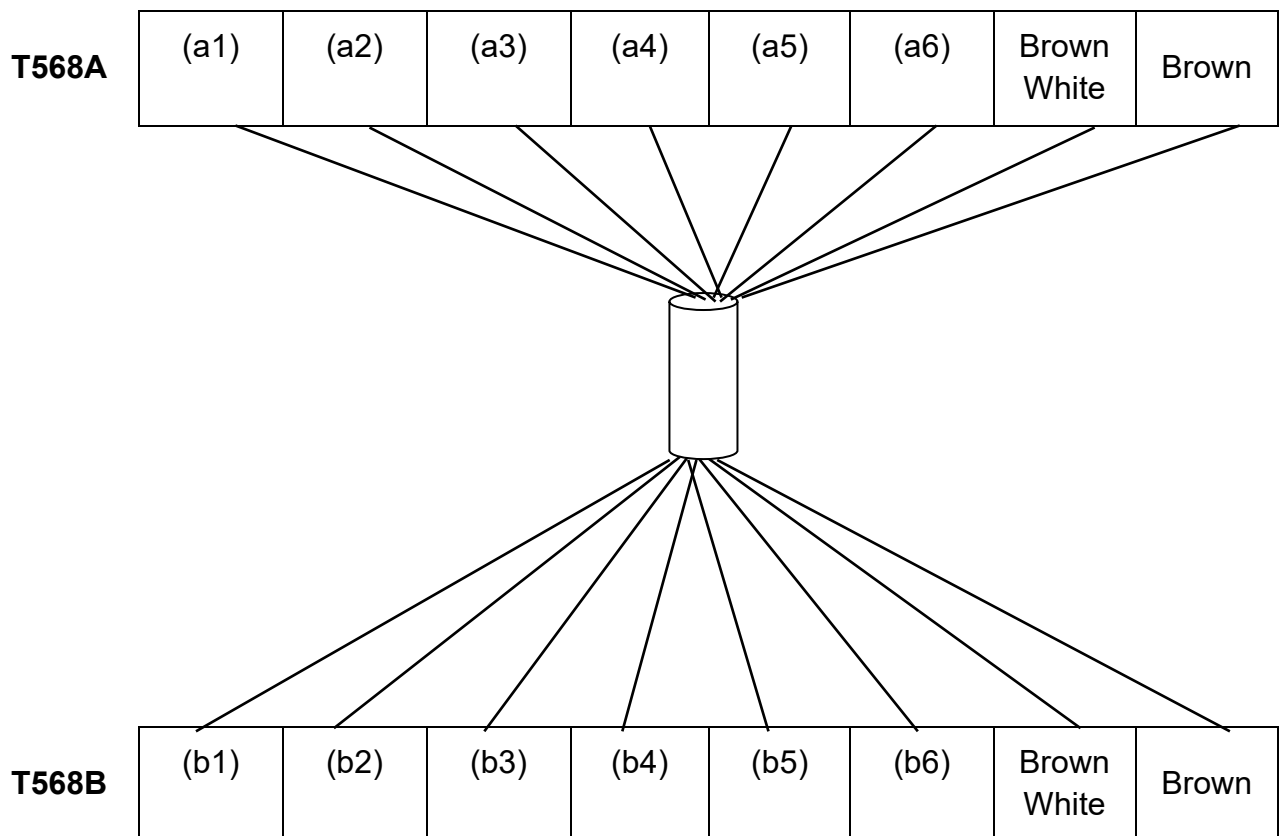 T568A
(a1) (a2) (a3) (a4) (a5) (a6) Brown
White Brown
T568B
(b1) (b2) (b3) (b4) (b5) (b6) Brown
White Brown